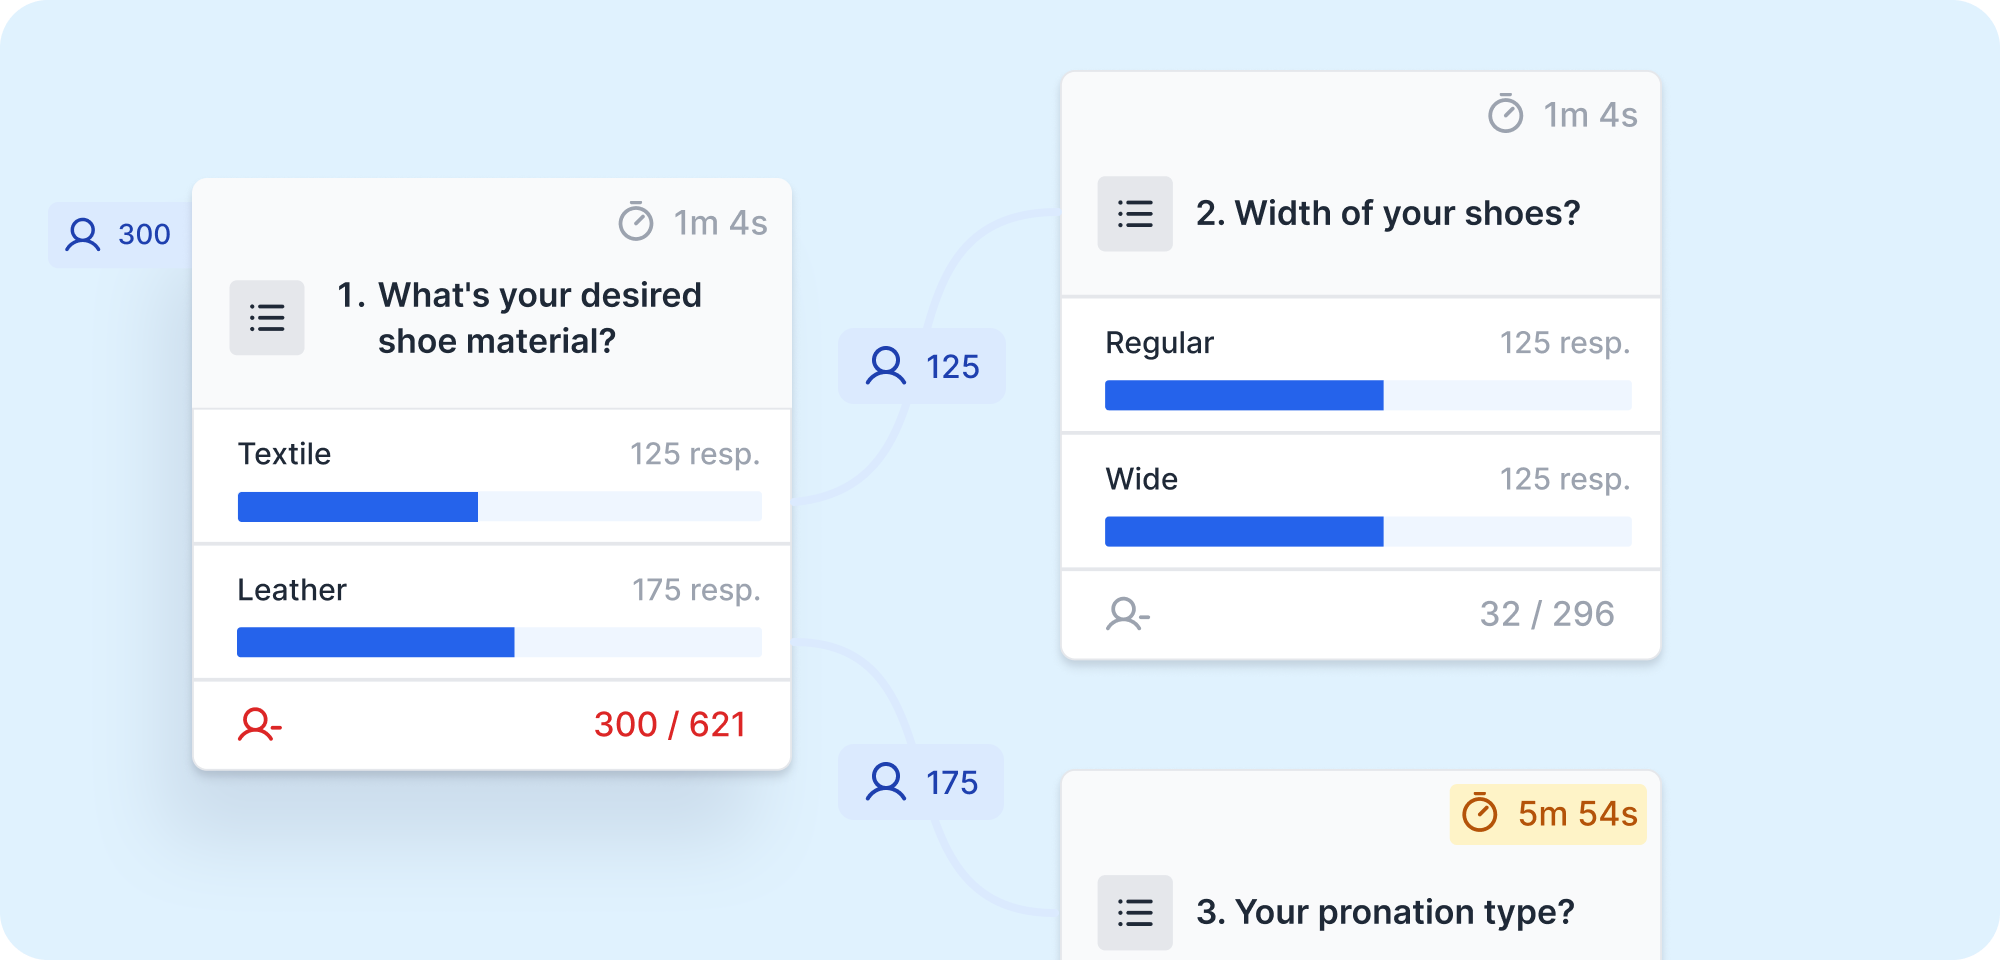 300
1m 4s
1. What's your desired
shoe material?
Textile 125 resp.
Leather 175 resp.
300 / 621
125
175
1m 4s
2. Width of your shoes?
Regular 125 resp.
Wide 125 resp.
32 / 296
5m 54s
3. Your pronation type?